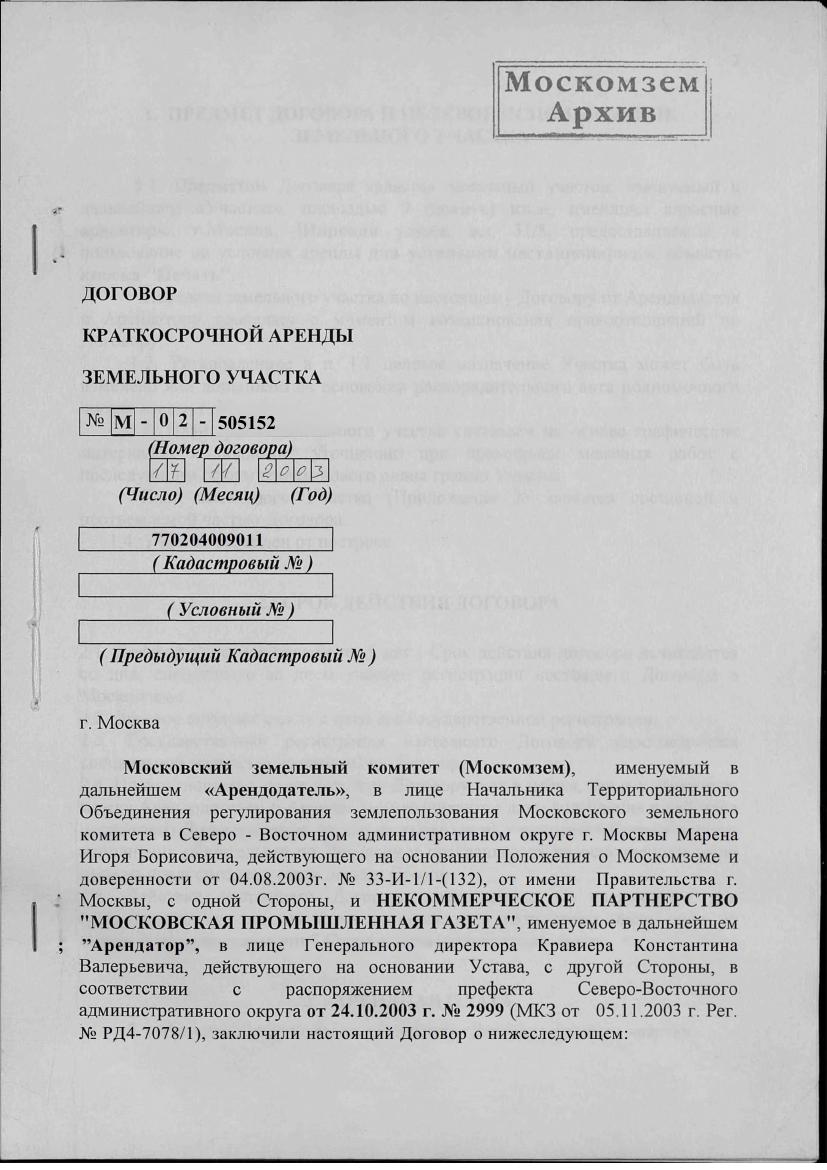 Москомзем
Архив
ДОГОВОР
КРАТКОСРОЧНОЙ АРЕНДЫ
ЗЕМЕЛЬНОГО УЧАСТКА
№ М - 0 2 - 505152
(Номер договора)
17 11 2003
(Число) (Месяц) (Год)
770204009011
( Кадастровый № )
( Условный № )
( Предыдущий Кадастровый № )
г. Москва
Московский земельный комитет (Москомзем), именуемый в
дальнейшем «Арендодатель», в лице Начальника Территориального
Объединения регулирования землепользования Московского земельного
комитета в Северо - Восточном административном округе г. Москвы Марена
Игоря Борисовича, действующего на основании Положения о Москомземе и
доверенности от 04.08.2003г. № 33-И-1/1-(132), от имени Правительства г.
Москвы, с одной Стороны, и НЕКОММЕРЧЕСКОЕ ПАРТНЕРСТВО
"МОСКОВСКАЯ ПРОМЫШЛЕННАЯ ГАЗЕТА", именуемое в дальнейшем
; ”Арендатор”, в лице Генерального директора Кравиера Константина
Валерьевича, действующего на основании Устава, с другой Стороны, в
соответствии с распоряжением префекта Северо-Восточного
административного округа от 24.10.2003 г. № 2999 (МКЗ от 05.11.2003 г. Рег.
№ РД4-7078/1), заключили настоящий Договор о нижеследующем: